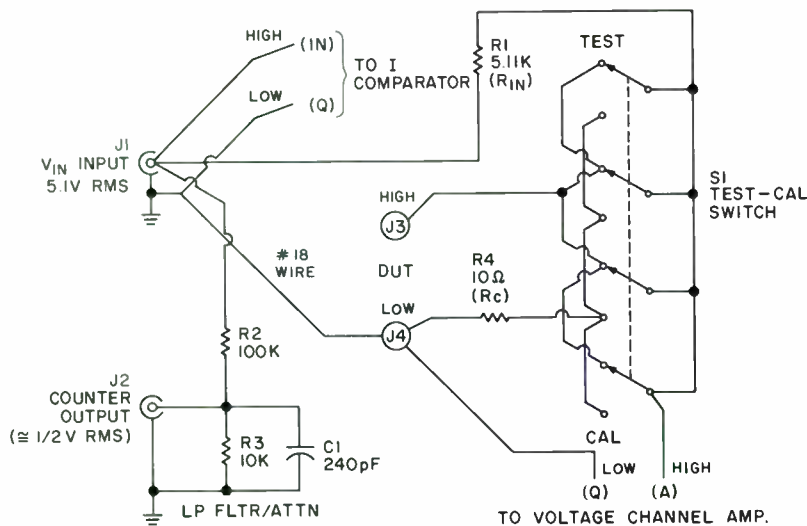 HIGH
(IN)
TO I
COMPARATOR
LOW
(Q)
R1
5.11K
(RIN)
TEST
J1
VIN INPUT
5.1V RMS
S1
TEST-CAL
SWITCH
HIGH
J3
#18
WIRE
DUT
R4
10Ω
(Rc)
LOW
J4
R2
100K
J2
COUNTER
OUTPUT
(≅ 1/2V RMS)
R3
10K
C1
240pF
CAL
LOW
(Q)
HIGH
(A)
LP FLTR/ATTN
TO VOLTAGE CHANNEL AMP.